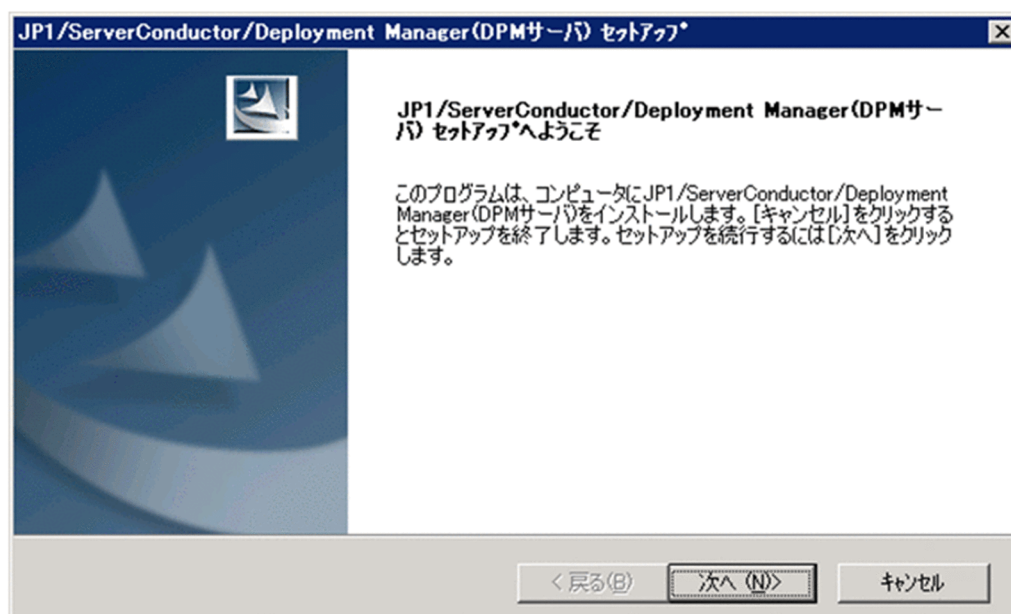 JP1/ServerConductor/Deployment Manager(DPMサーバ) セットアップ
JP1/ServerConductor/Deployment Manager(DPMサー
バ) セットアップへようこそ
このプログラムは、コンピュータにJP1/ServerConductor/Deployment
Manager(DPMサーバ)をインストールします。[キャンセル]をクリックする
とセットアップを終了します。セットアップを続行するには[次へ]をクリック
します。
< 戻る(B)
次へ (N)>
キャンセル